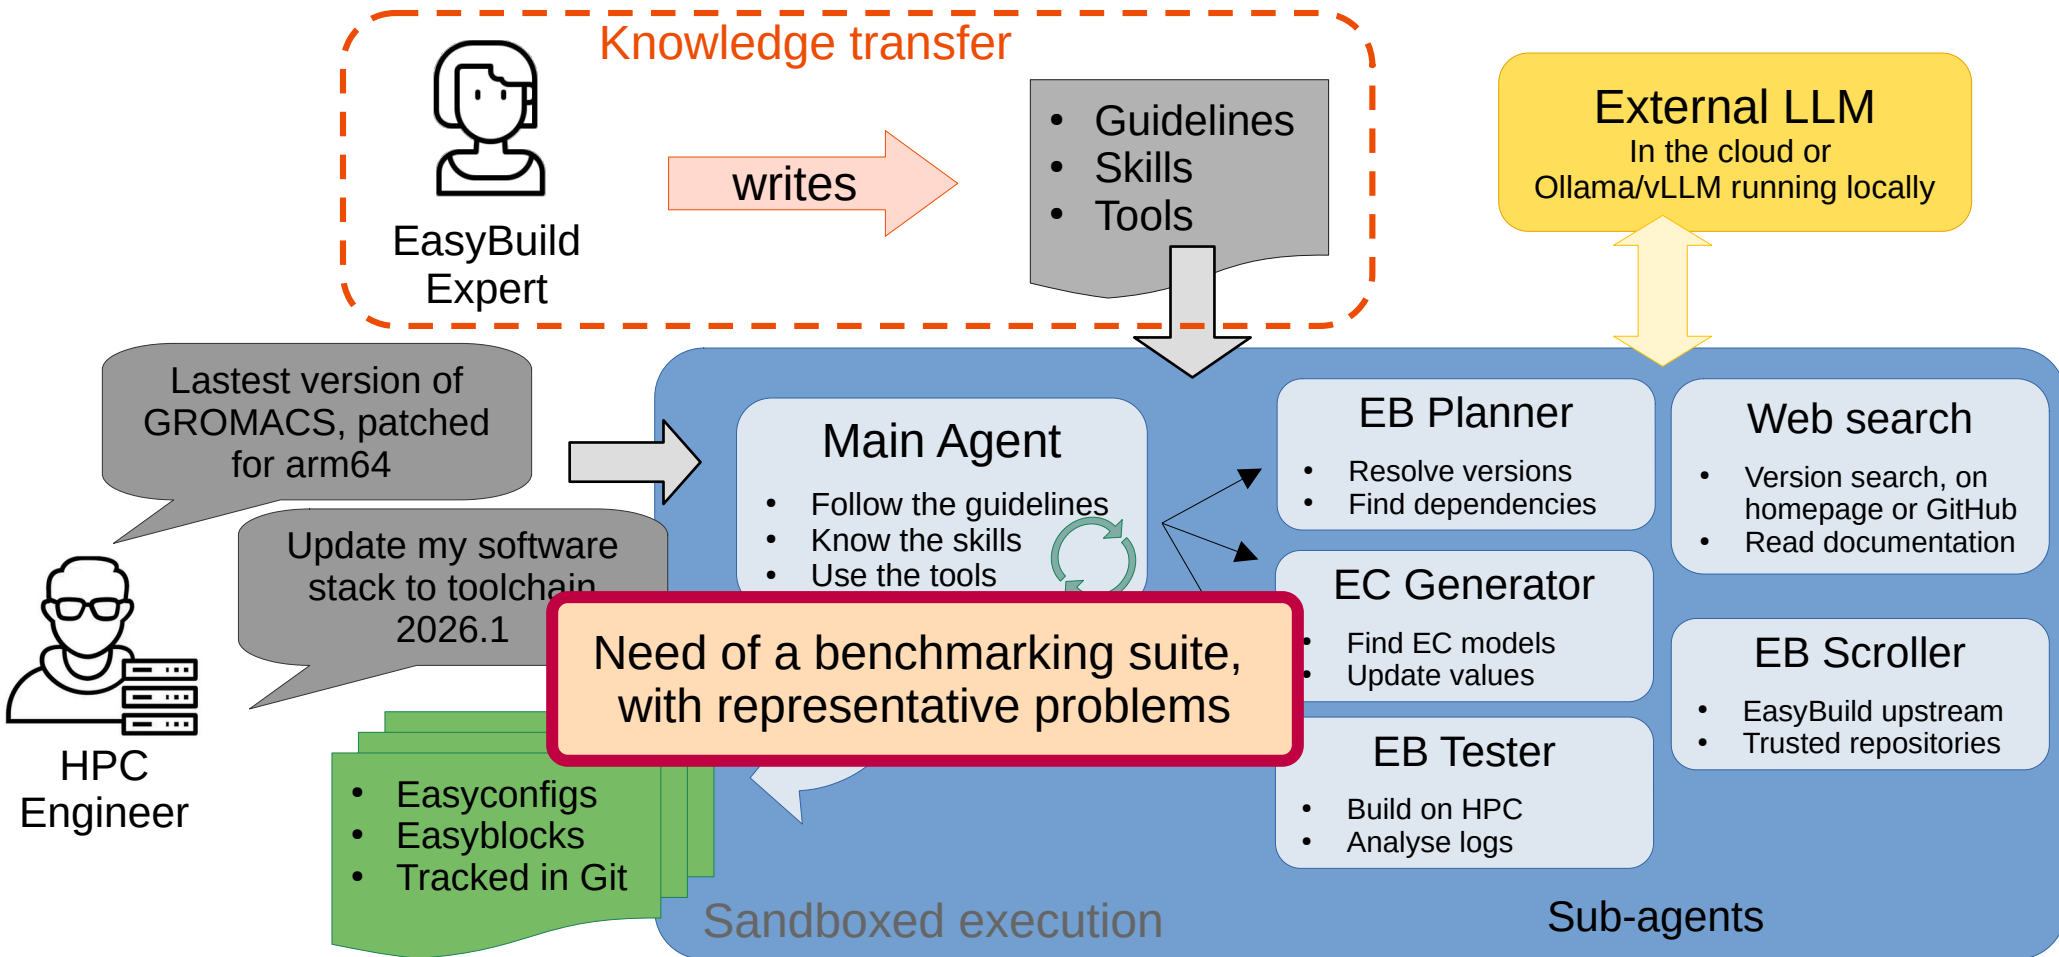 Knowledge transfer
EasyBuild
Expert
writes
• Guidelines
• Skills
• Tools
External LLM
In the cloud or
Ollama/vLLM running locally
Lastest version of
GROMACS, patched
for arm64
Update my software
stack to toolchain
2026.1
HPC
Engineer
Main Agent
• Follow the guidelines
• Know the skills
• Use the tools
EB Planner
• Resolve versions
• Find dependencies
EC Generator
• Find EC models
• Update values
EB Tester
• Build on HPC
• Analyse logs
Web search
• Version search, on
homepage or GitHub
• Read documentation
EB Scroller
• EasyBuild upstream
• Trusted repositories
Need of a benchmarking suite,
with representative problems
• Easyconfigs
• Easyblocks
• Tracked in Git
Sandboxed execution
Sub-agents